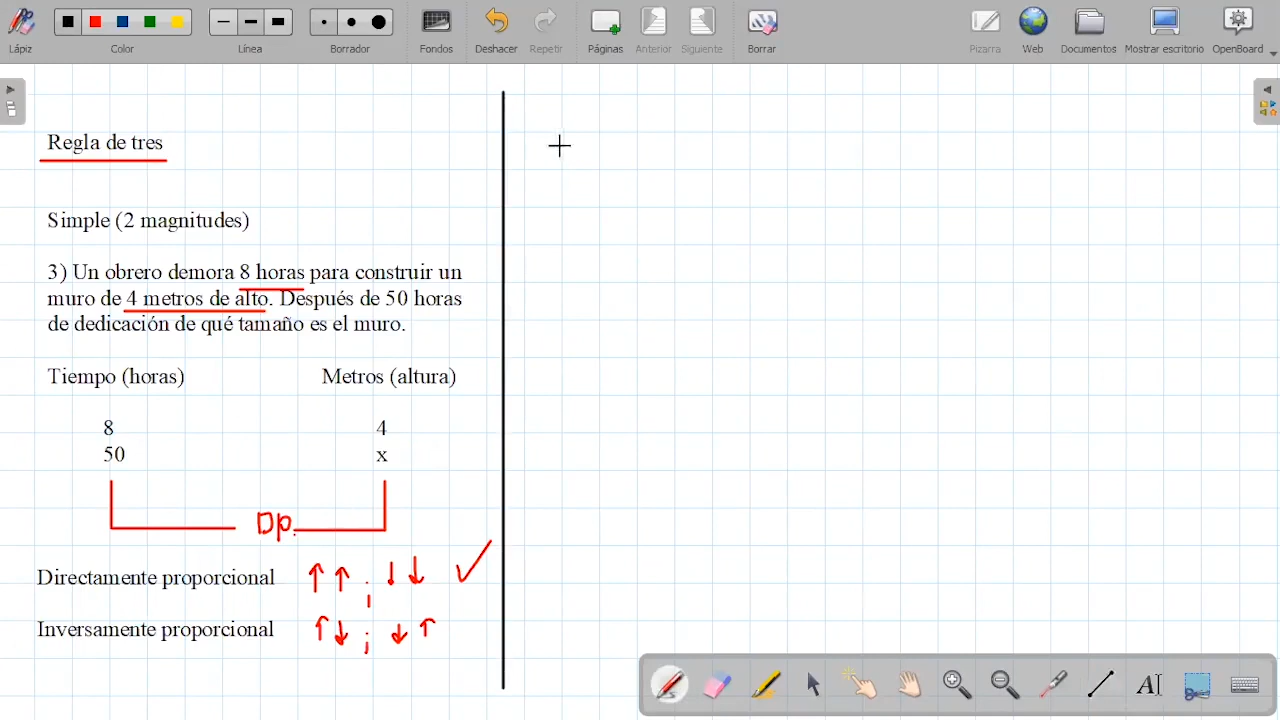 Lápiz
Color
Línea
Borrador
Fondos
Deshacer
Repetir
Páginas
Anterior
Siguiente
Borrar
Pizarra
Web
Documentos
Mostrar escritorio
OpenBoard
Regla de tres
Simple (2 magnitudes)
3) Un obrero demora 8 horas para construir un
muro de 4 metros de alto. Después de 50 horas
de dedicación de qué tamaño es el muro.
Tiempo (horas) Metros (altura)
8 4
50 x
Dp.
Directamente proporcional ↑ ↑ ; ↓ ↓ ✓
Inversamente proporcional ↑ ↓ ; ↓ ↑